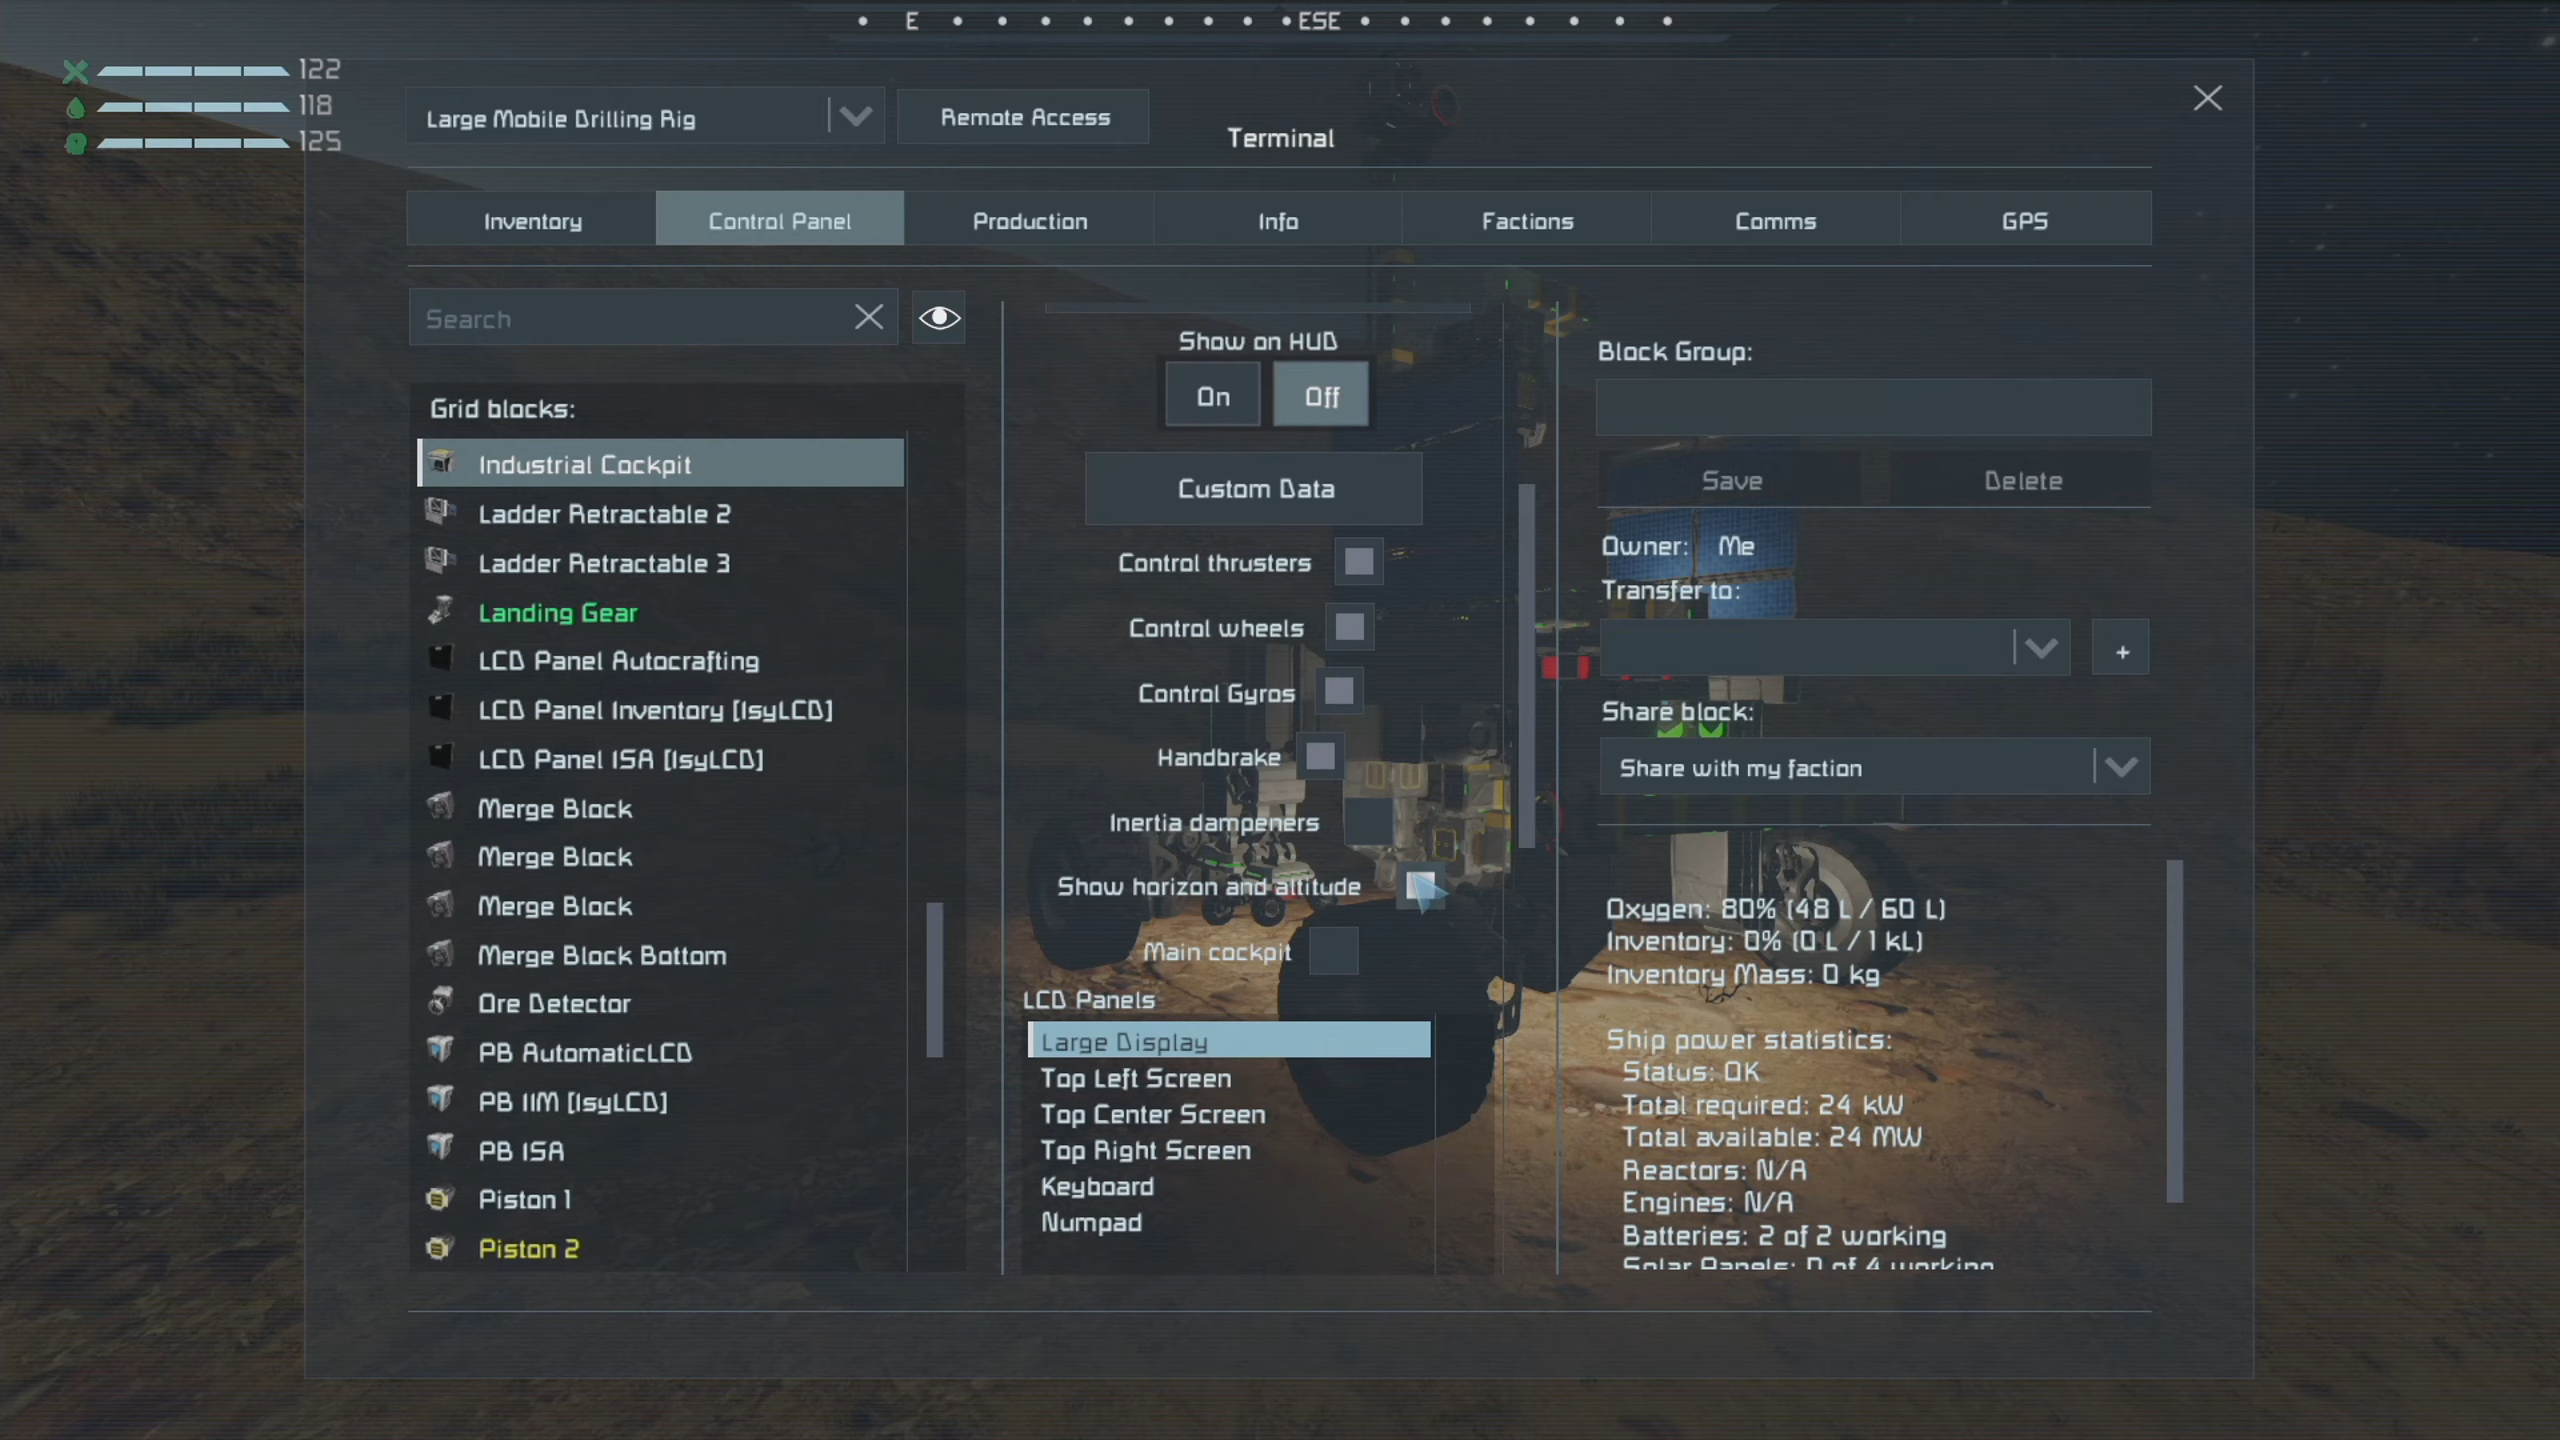 E ESE
122
118
125
Large Mobile Drilling Rig
Remote Access
Terminal
Inventory
Control Panel
Production
Info
Factions
Comms
GPS
Search
Grid blocks:
Industrial Cockpit
Ladder Retractable 2
Ladder Retractable 3
Landing Gear
LCD Panel Autocrafting
LCD Panel Inventory [IsyLCD]
LCD Panel ISA [IsyLCD]
Merge Block
Merge Block
Merge Block
Merge Block Bottom
Ore Detector
PB AutomaticLCD
PB IIM [IsyLCD]
PB ISA
Piston 1
Piston 2
Show on HUD
On
Off
Custom Data
Control thrusters
Control wheels
Control Gyros
Handbrake
Inertia dampeners
Show horizon and altitude
Main cockpit
LCD Panels
Large Display
Top Left Screen
Top Center Screen
Top Right Screen
Keyboard
Numpad
Block Group:
Save
Delete
Owner: Me
Transfer to:
+
Share block:
Share with my faction
Oxygen: 80% (48 L / 60 L)
Inventory: 0% (0 L / 1 kL)
Inventory Mass: 0 kg
Ship power statistics:
Status: OK
Total required: 24 kW
Total available: 24 MW
Reactors: N/A
Engines: N/A
Batteries: 2 of 2 working
Solar Panels: 0 of 4 working